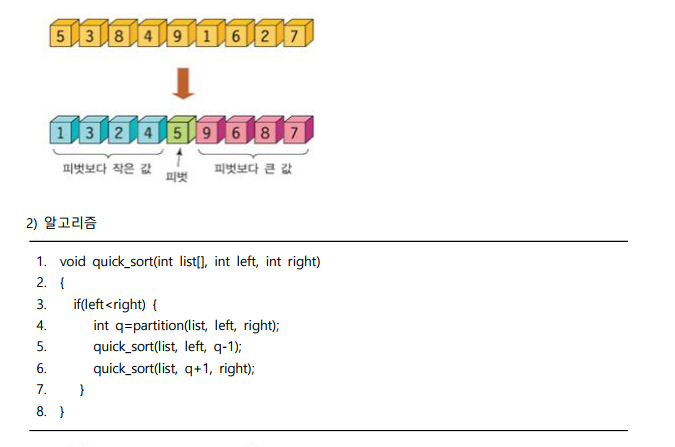 5 3 8 4 9 1 6 2 7
1 3 2 4 5 9 6 8 7
피벗보다 작은 값 피벗 피벗보다 큰 값
2) 알고리즘
1. void quick_sort(int list[], int left, int right)
2. {
3. if(left<right) {
4. int q=partition(list, left, right);
5. quick_sort(list, left, q-1);
6. quick_sort(list, q+1, right);
7. }
8. }